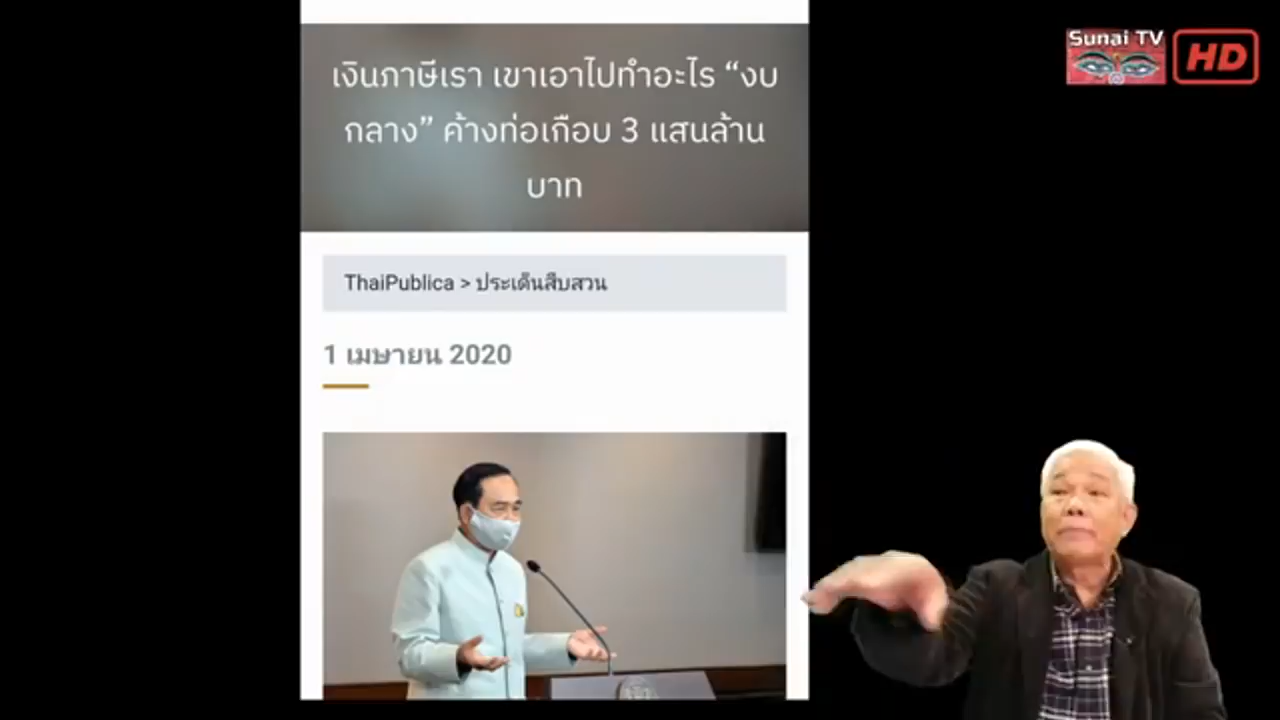 เงินภาษีเรา เขาเอาไปทำอะไร “งบ
กลาง” ค้างท่อเกือบ 3 แสนล้าน
บาท
ThaiPublica > ประเด็นสืบสวน
1 เมษายน 2020
Sunai TV
HD